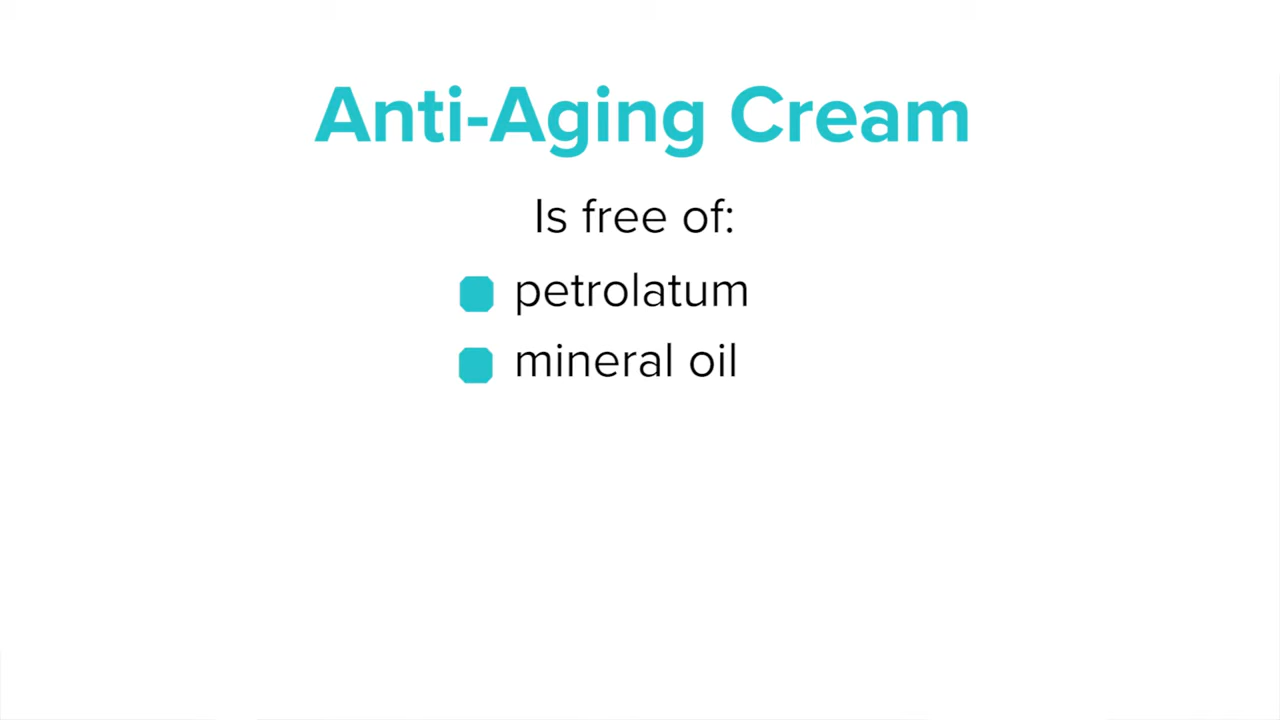 Anti-Aging Cream
Is free of:
petrolatum
mineral oil